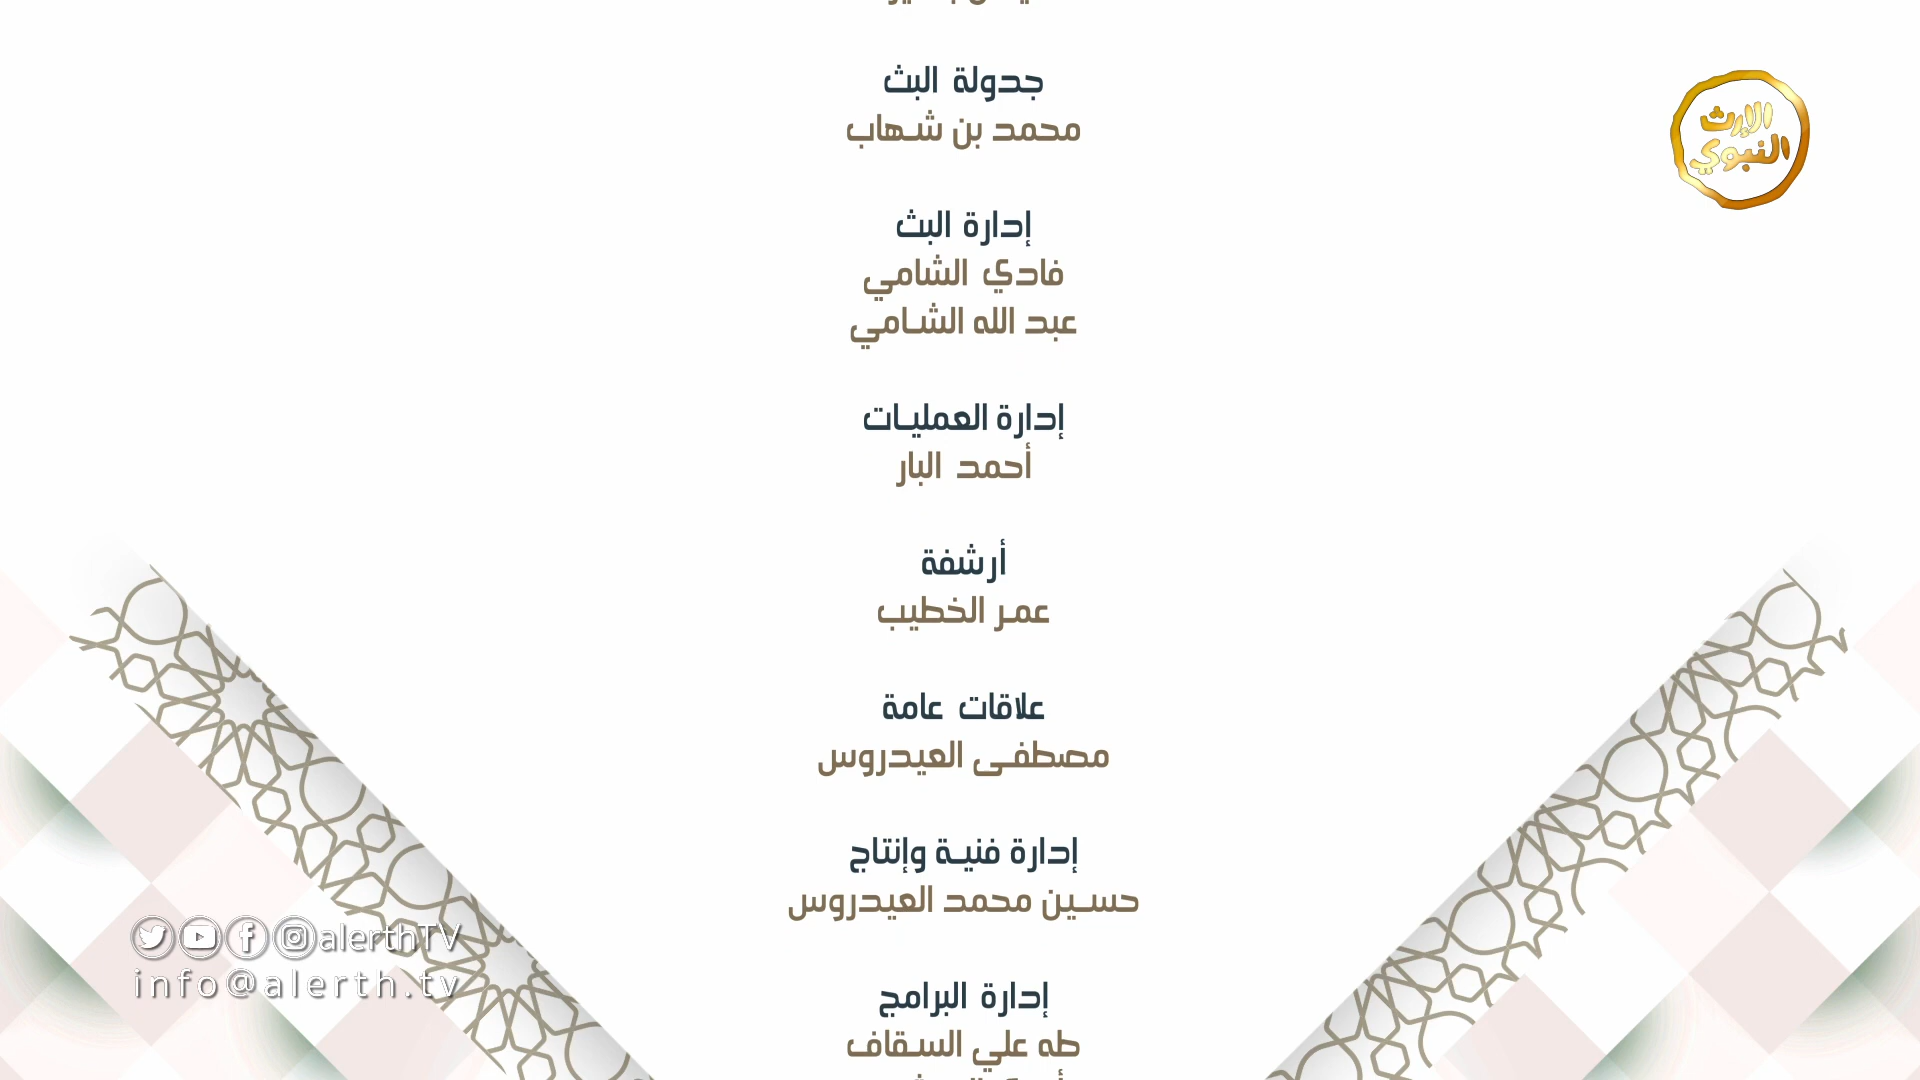 جدولة البث
محمد بن شهاب
الإرث
النبوي
إدارة البث
فادي الشامي
عبد الله الشامي
إدارة العمليات
أحمد البار
أرشفة
عمر الخطيب
علاقات عامة
مصطفى العيدروس
إدارة فنية وإنتاج
حسين محمد العيدروس
@alerthTV
info@alerth.tv
إدارة البرامج
طه علي السقاف